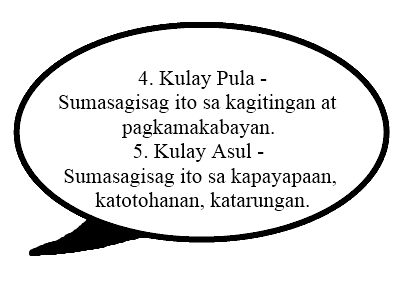 4. Kulay Pula -
Sumasagisag ito sa kagitingan at
pagkamakabayan.
5. Kulay Asul -
Sumasagisag ito sa kapayapaan,
katotohanan, katarungan.